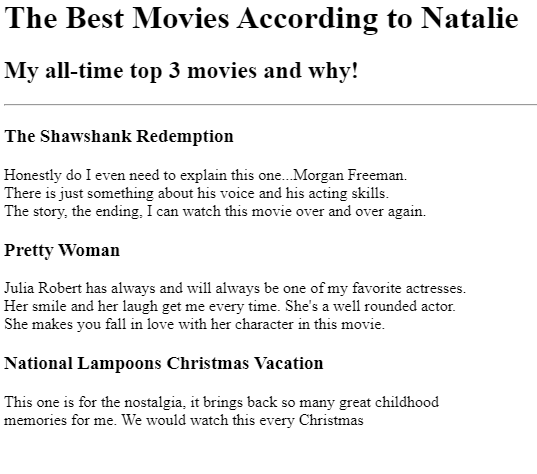 The Best Movies According to Natalie
My all-time top 3 movies and why!
The Shawshank Redemption
Honestly do I even need to explain this one...Morgan Freeman.
There is just something about his voice and his acting skills.
The story, the ending, I can watch this movie over and over again.
Pretty Woman
Julia Robert has always and will always be one of my favorite actresses.
Her smile and her laugh get me every time. She's a well rounded actor.
She makes you fall in love with her character in this movie.
National Lampoons Christmas Vacation
This one is for the nostalgia, it brings back so many great childhood
memories for me. We would watch this every Christmas